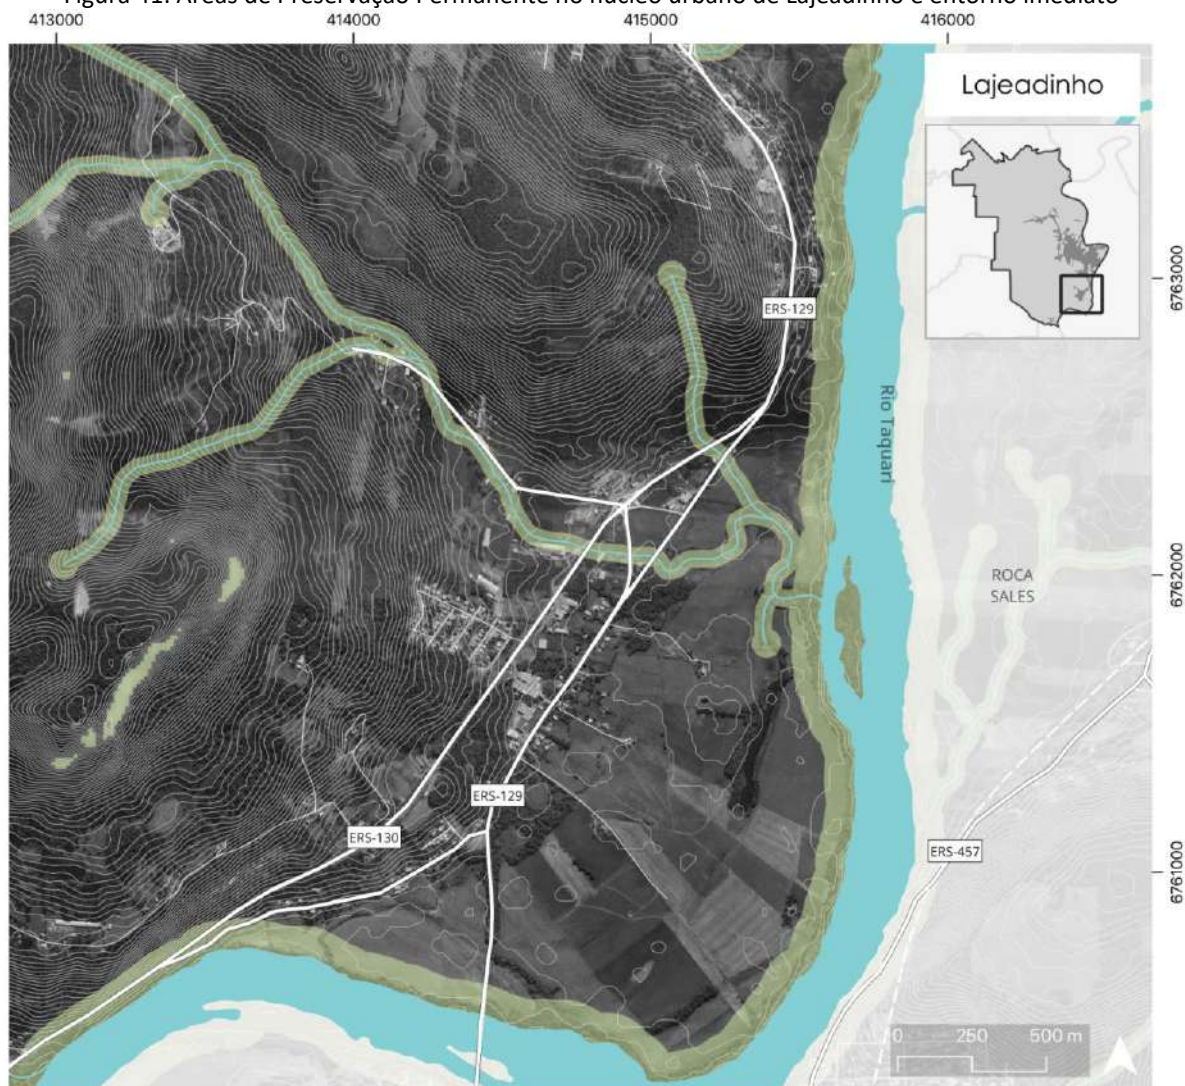 Figura 41. Áreas de Preservação Permanente no núcleo urbano de Lajeadinho e entorno imediato
413000 414000 415000 416000
Lajeadinho
6763000
ERS-129
Rio Taquari
6762000
ROCA
SALES
ERS-129
ERS-130
ERS-457
6761000
0 250 500 m